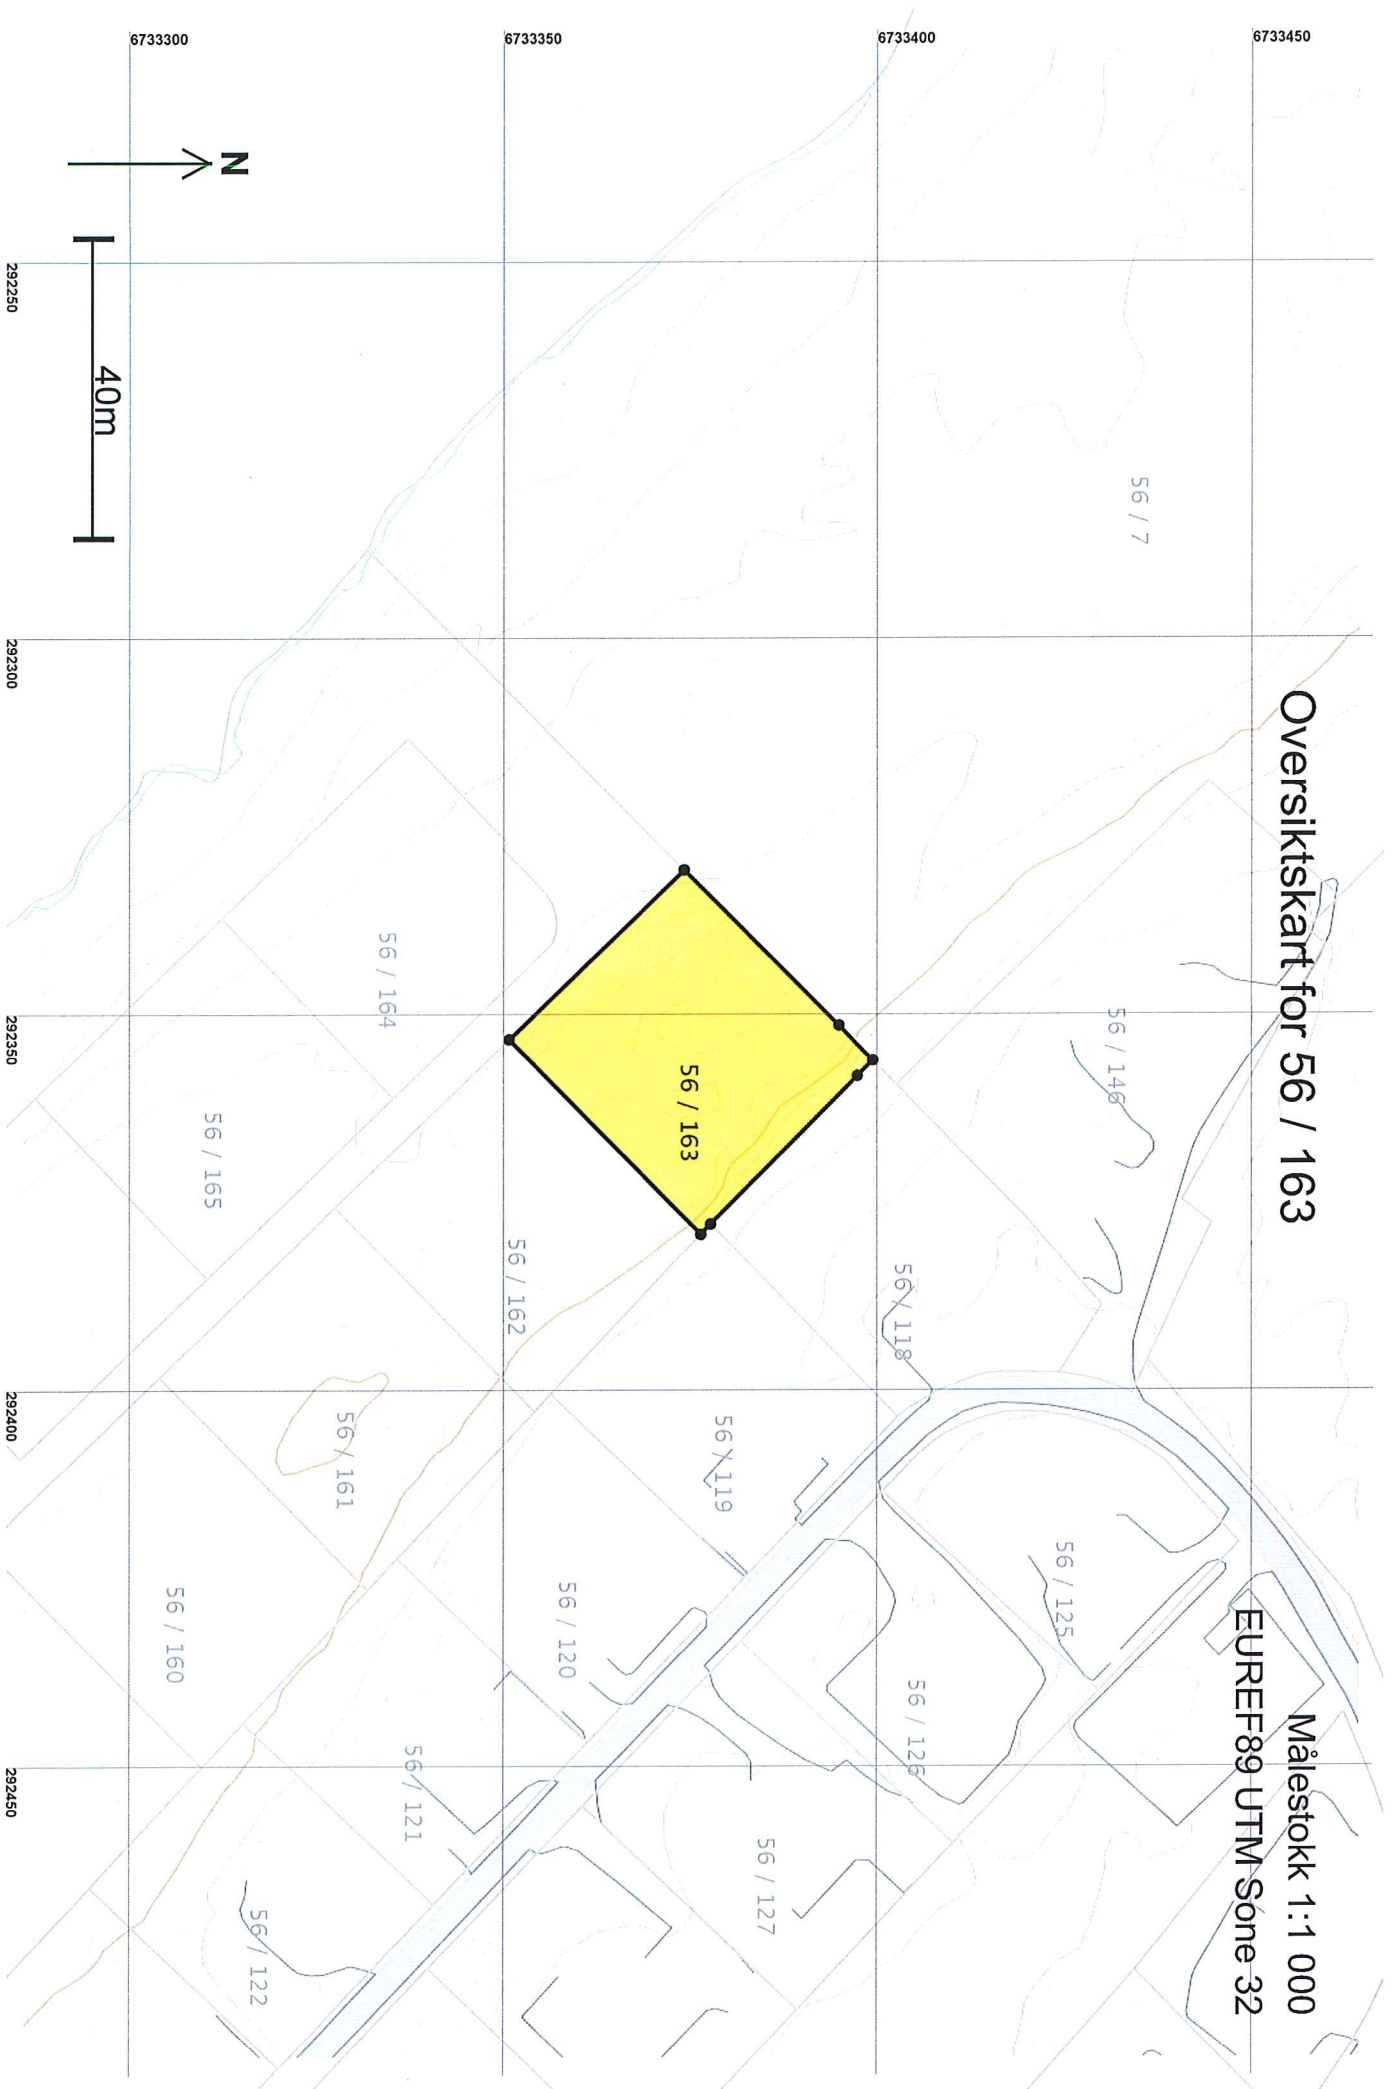 Oversiktskart for 56 / 163
Målestokk 1:1 000
EUREF89 UTM Sone 32
6733450
6733400
6733350
6733300
56 / 7
56 / 146
56 / 118
56 / 125
56 / 126
56 / 163
56 / 119
56 / 127
56 / 162
56 / 120
56 / 164
56 / 121
56 / 161
56 / 122
56 / 165
56 / 160
N
40m
292250
292300
292350
292400
292450